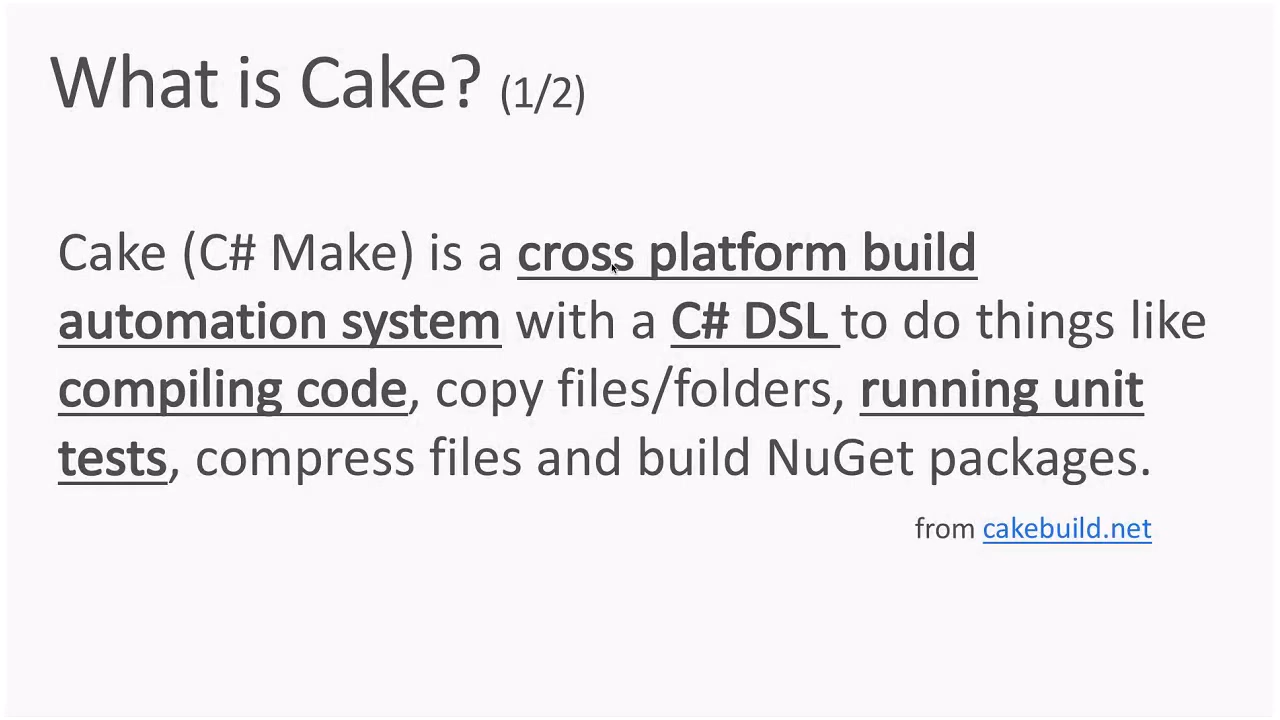 What is Cake? (1/2)
Cake (C# Make) is a cross platform build
automation system with a C# DSL to do things like
compiling code, copy files/folders, running unit
tests, compress files and build NuGet packages.
from cakebuild.net